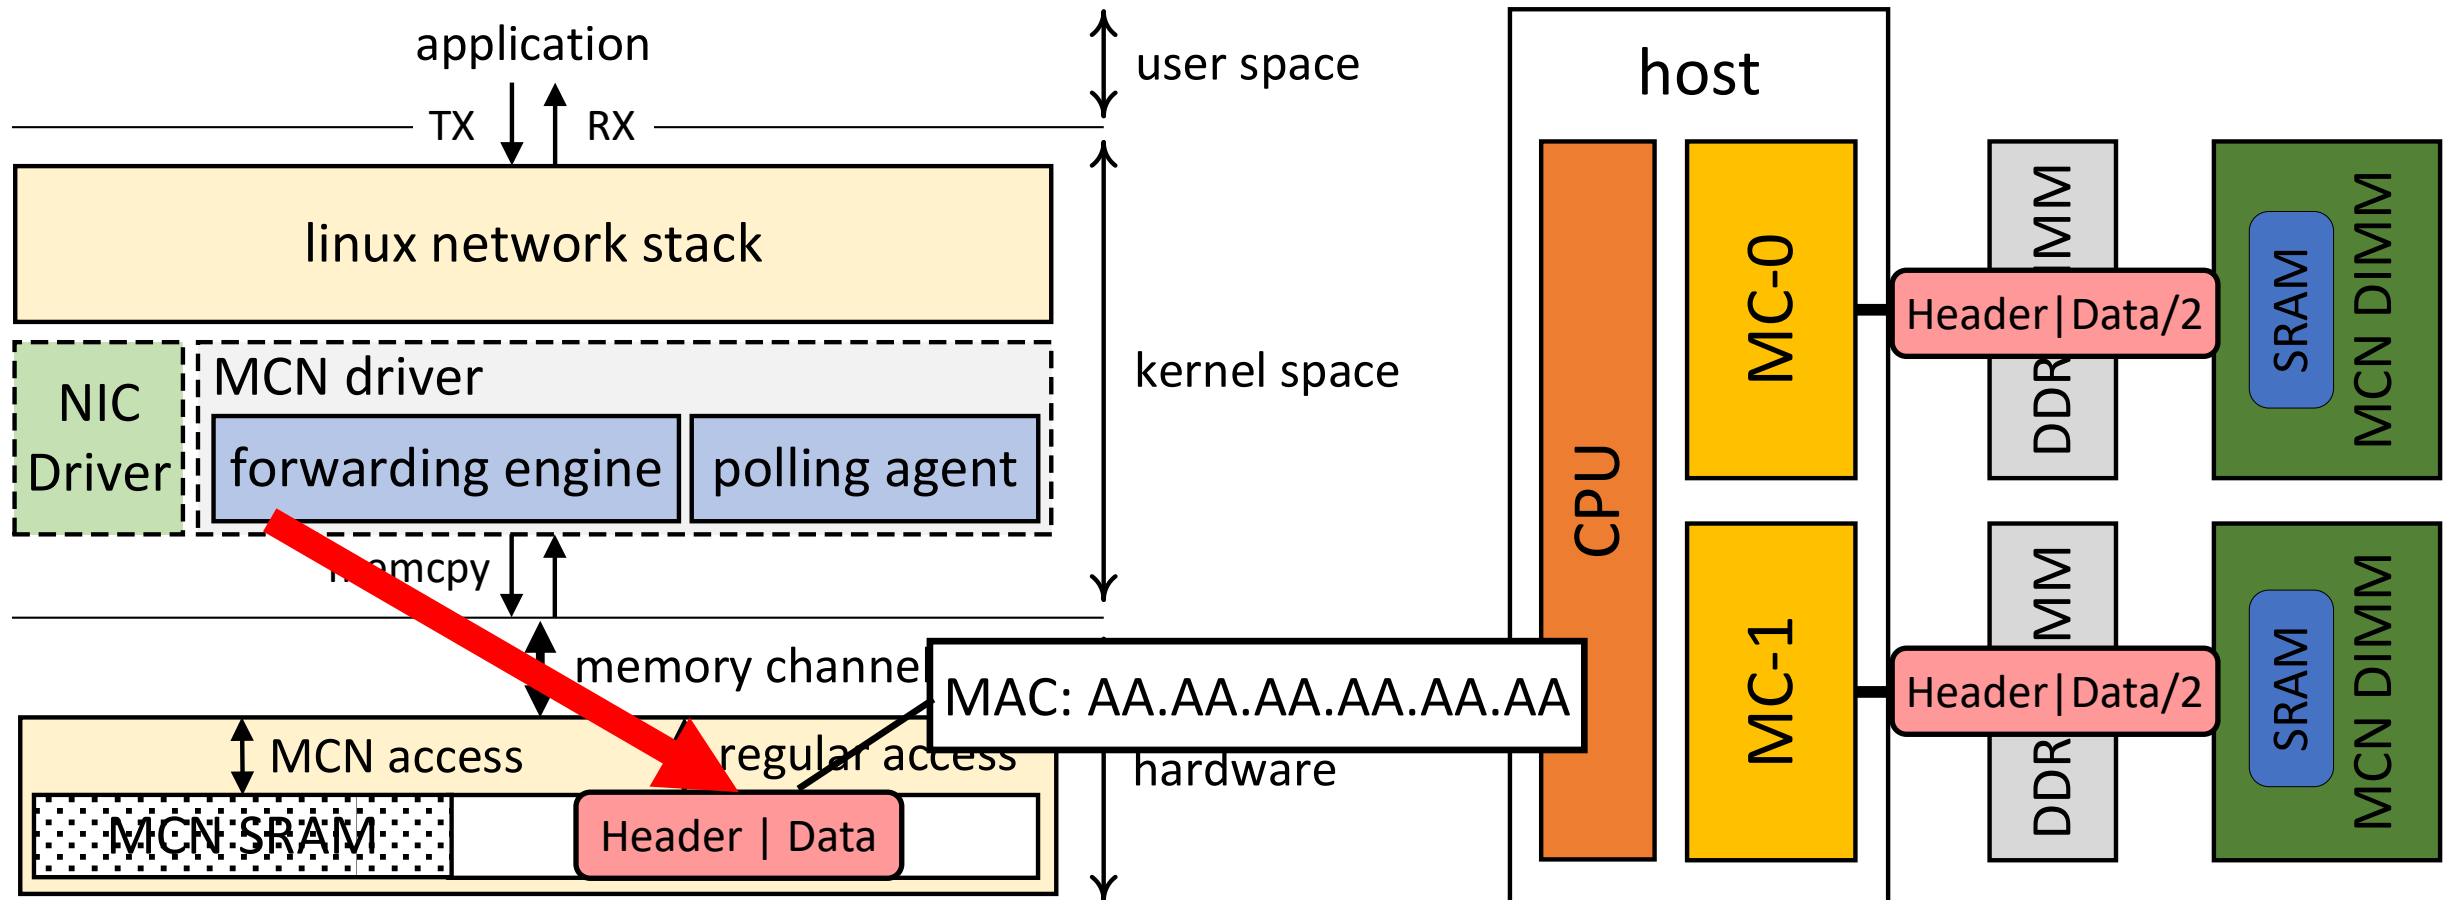 application
TX
RX
user space
linux network stack
NIC
Driver
MCN driver
forwarding engine
polling agent
kernel space
memcpy
memory channel
MAC: AA.AA.AA.AA.AA.AA
MCN access
regular access
hardware
MCN SRAM
Header | Data
host
CPU
MC-0
Header|Data/2
SRAM
MCN DIMM
MC-1
Header|Data/2
SRAM
MCN DIMM